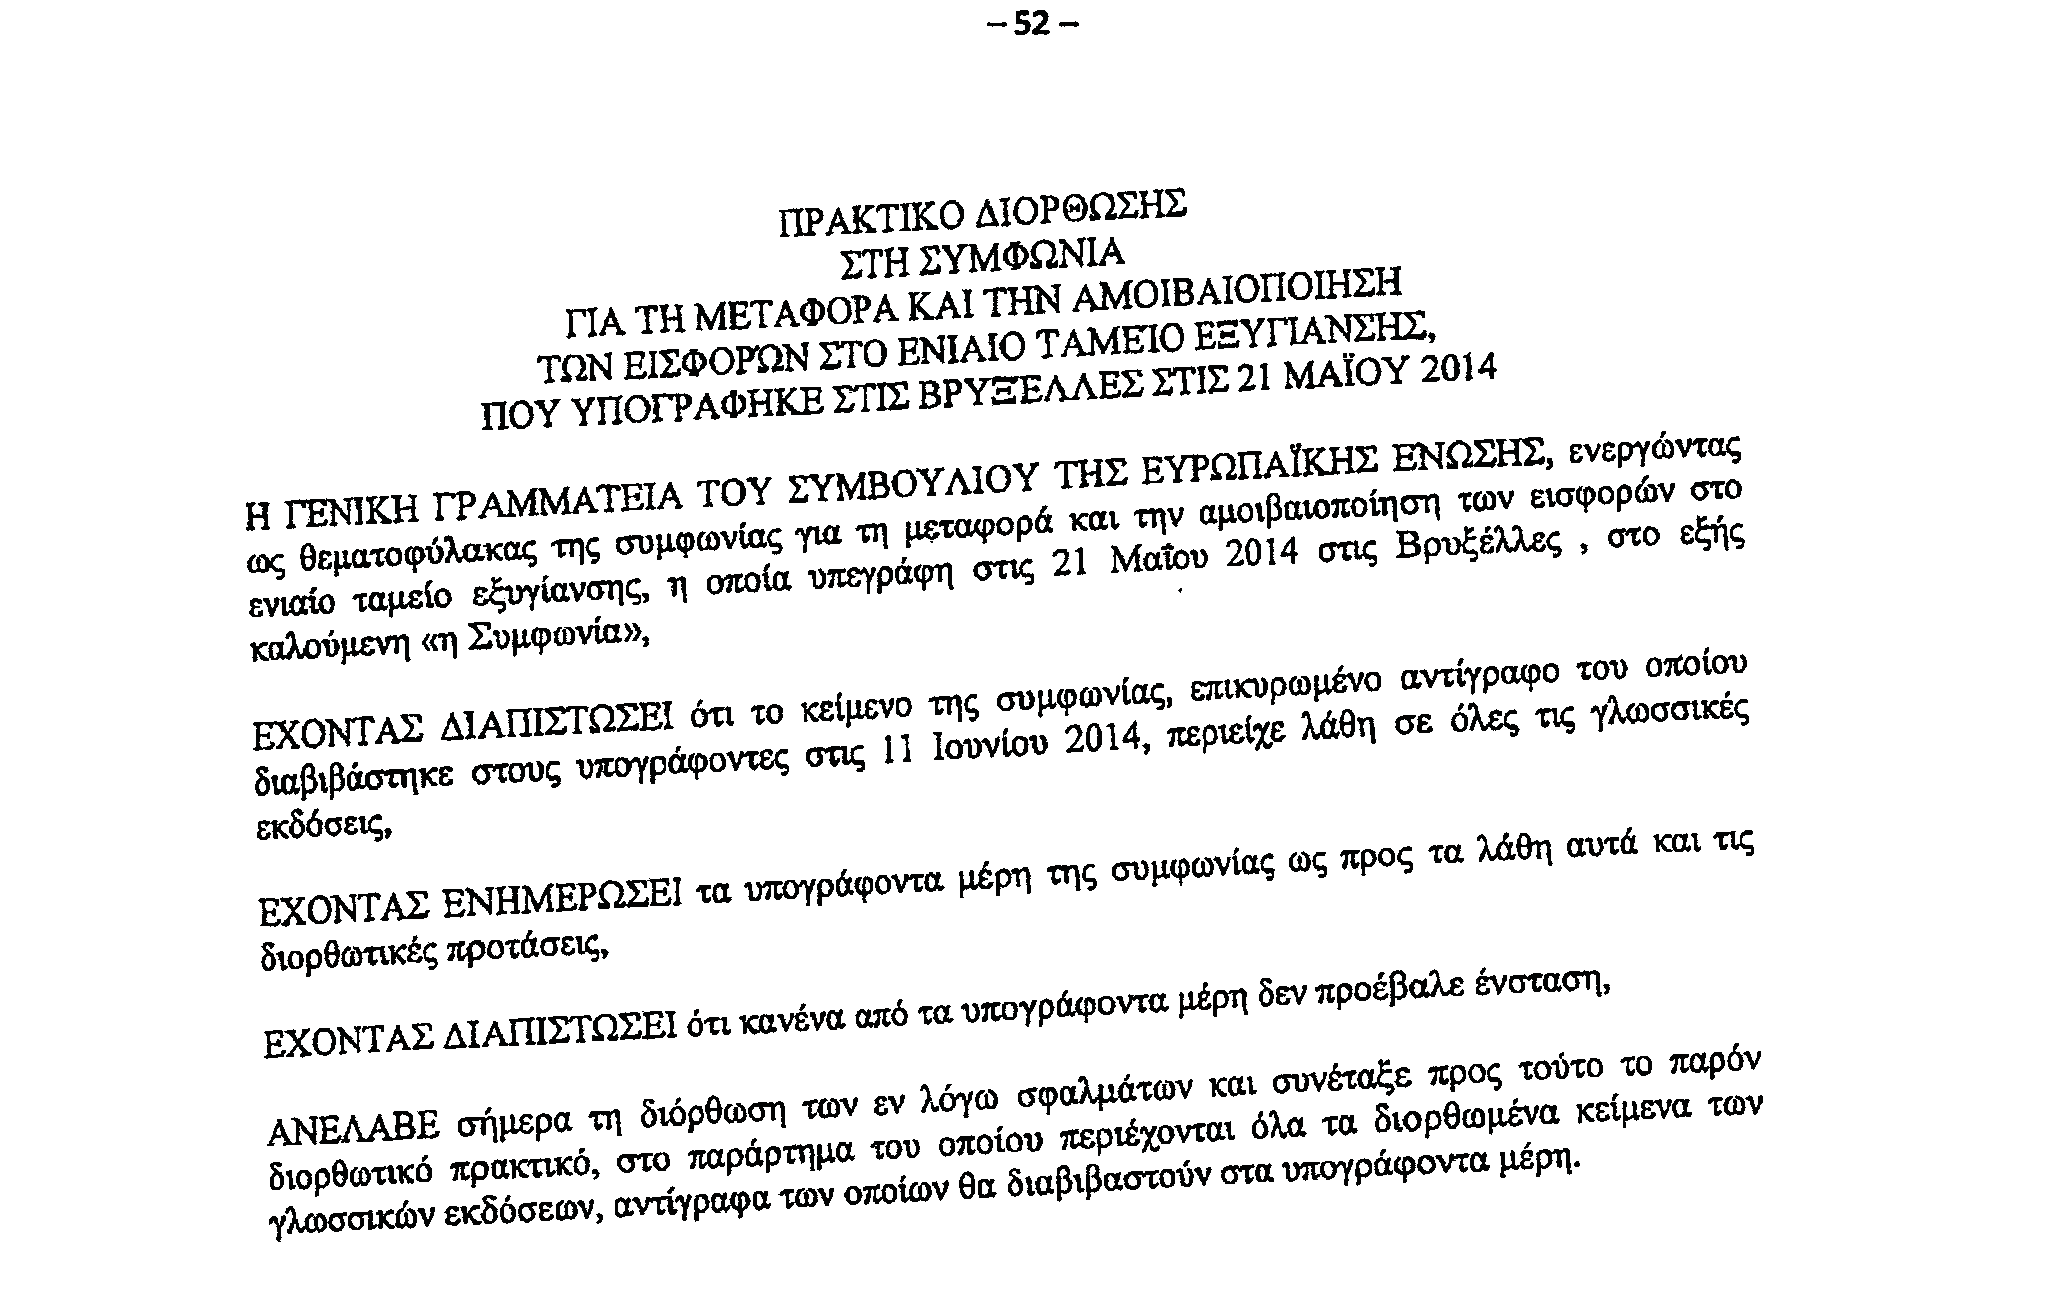 – 52 –
ΠΡΑΚΤΙΚΟ ΔΙΟΡΘΩΣΗΣ
ΣΤΗ ΣΥΜΦΩΝΙΑ
ΓΙΑ ΤΗ ΜΕΤΑΦΟΡΑ ΚΑΙ ΤΗΝ ΑΜΟΙΒΑΙΟΠΟΙΗΣΗ
ΤΩΝ ΕΙΣΦΟΡΩΝ ΣΤΟ ΕΝΙΑΙΟ ΤΑΜΕΙΟ ΕΞΥΓΙΑΝΣΗΣ,
ΠΟΥ ΥΠΟΓΡΑΦΗΚΕ ΣΤΙΣ ΒΡΥΞΕΛΛΕΣ ΣΤΙΣ 21 ΜΑΪΟΥ 2014
Η ΓΕΝΙΚΗ ΓΡΑΜΜΑΤΕΙΑ ΤΟΥ ΣΥΜΒΟΥΛΙΟΥ ΤΗΣ ΕΥΡΩΠΑΪΚΗΣ ΕΝΩΣΗΣ, ενεργώντας
ως θεματοφύλακας της συμφωνίας για τη μεταφορά και την αμοιβαιοποίηση των εισφορών στο
ενιαίο ταμείο εξυγίανσης, η οποία υπεγράφη στις 21 Μαΐου 2014 στις Βρυξέλλες , στο εξής
καλούμενη «η Συμφωνία»,
ΕΧΟΝΤΑΣ ΔΙΑΠΙΣΤΩΣΕΙ ότι το κείμενο της συμφωνίας, επικυρωμένο αντίγραφο του οποίου
διαβιβάστηκε στους υπογράφοντες στις 11 Ιουνίου 2014, περιείχε λάθη σε όλες τις γλωσσικές
εκδόσεις,
ΕΧΟΝΤΑΣ ΕΝΗΜΕΡΩΣΕΙ τα υπογράφοντα μέρη της συμφωνίας ως προς τα λάθη αυτά και τις
διορθωτικές προτάσεις,
ΕΧΟΝΤΑΣ ΔΙΑΠΙΣΤΩΣΕΙ ότι κανένα από τα υπογράφοντα μέρη δεν προέβαλε ένσταση,
ΑΝΕΛΑΒΕ σήμερα τη διόρθωση των εν λόγω σφαλμάτων και συνέταξε προς τούτο το παρόν
διορθωτικό πρακτικό, στο παράρτημα του οποίου περιέχονται όλα τα διορθωμένα κείμενα των
γλωσσικών εκδόσεων, αντίγραφα των οποίων θα διαβιβαστούν στα υπογράφοντα μέρη.